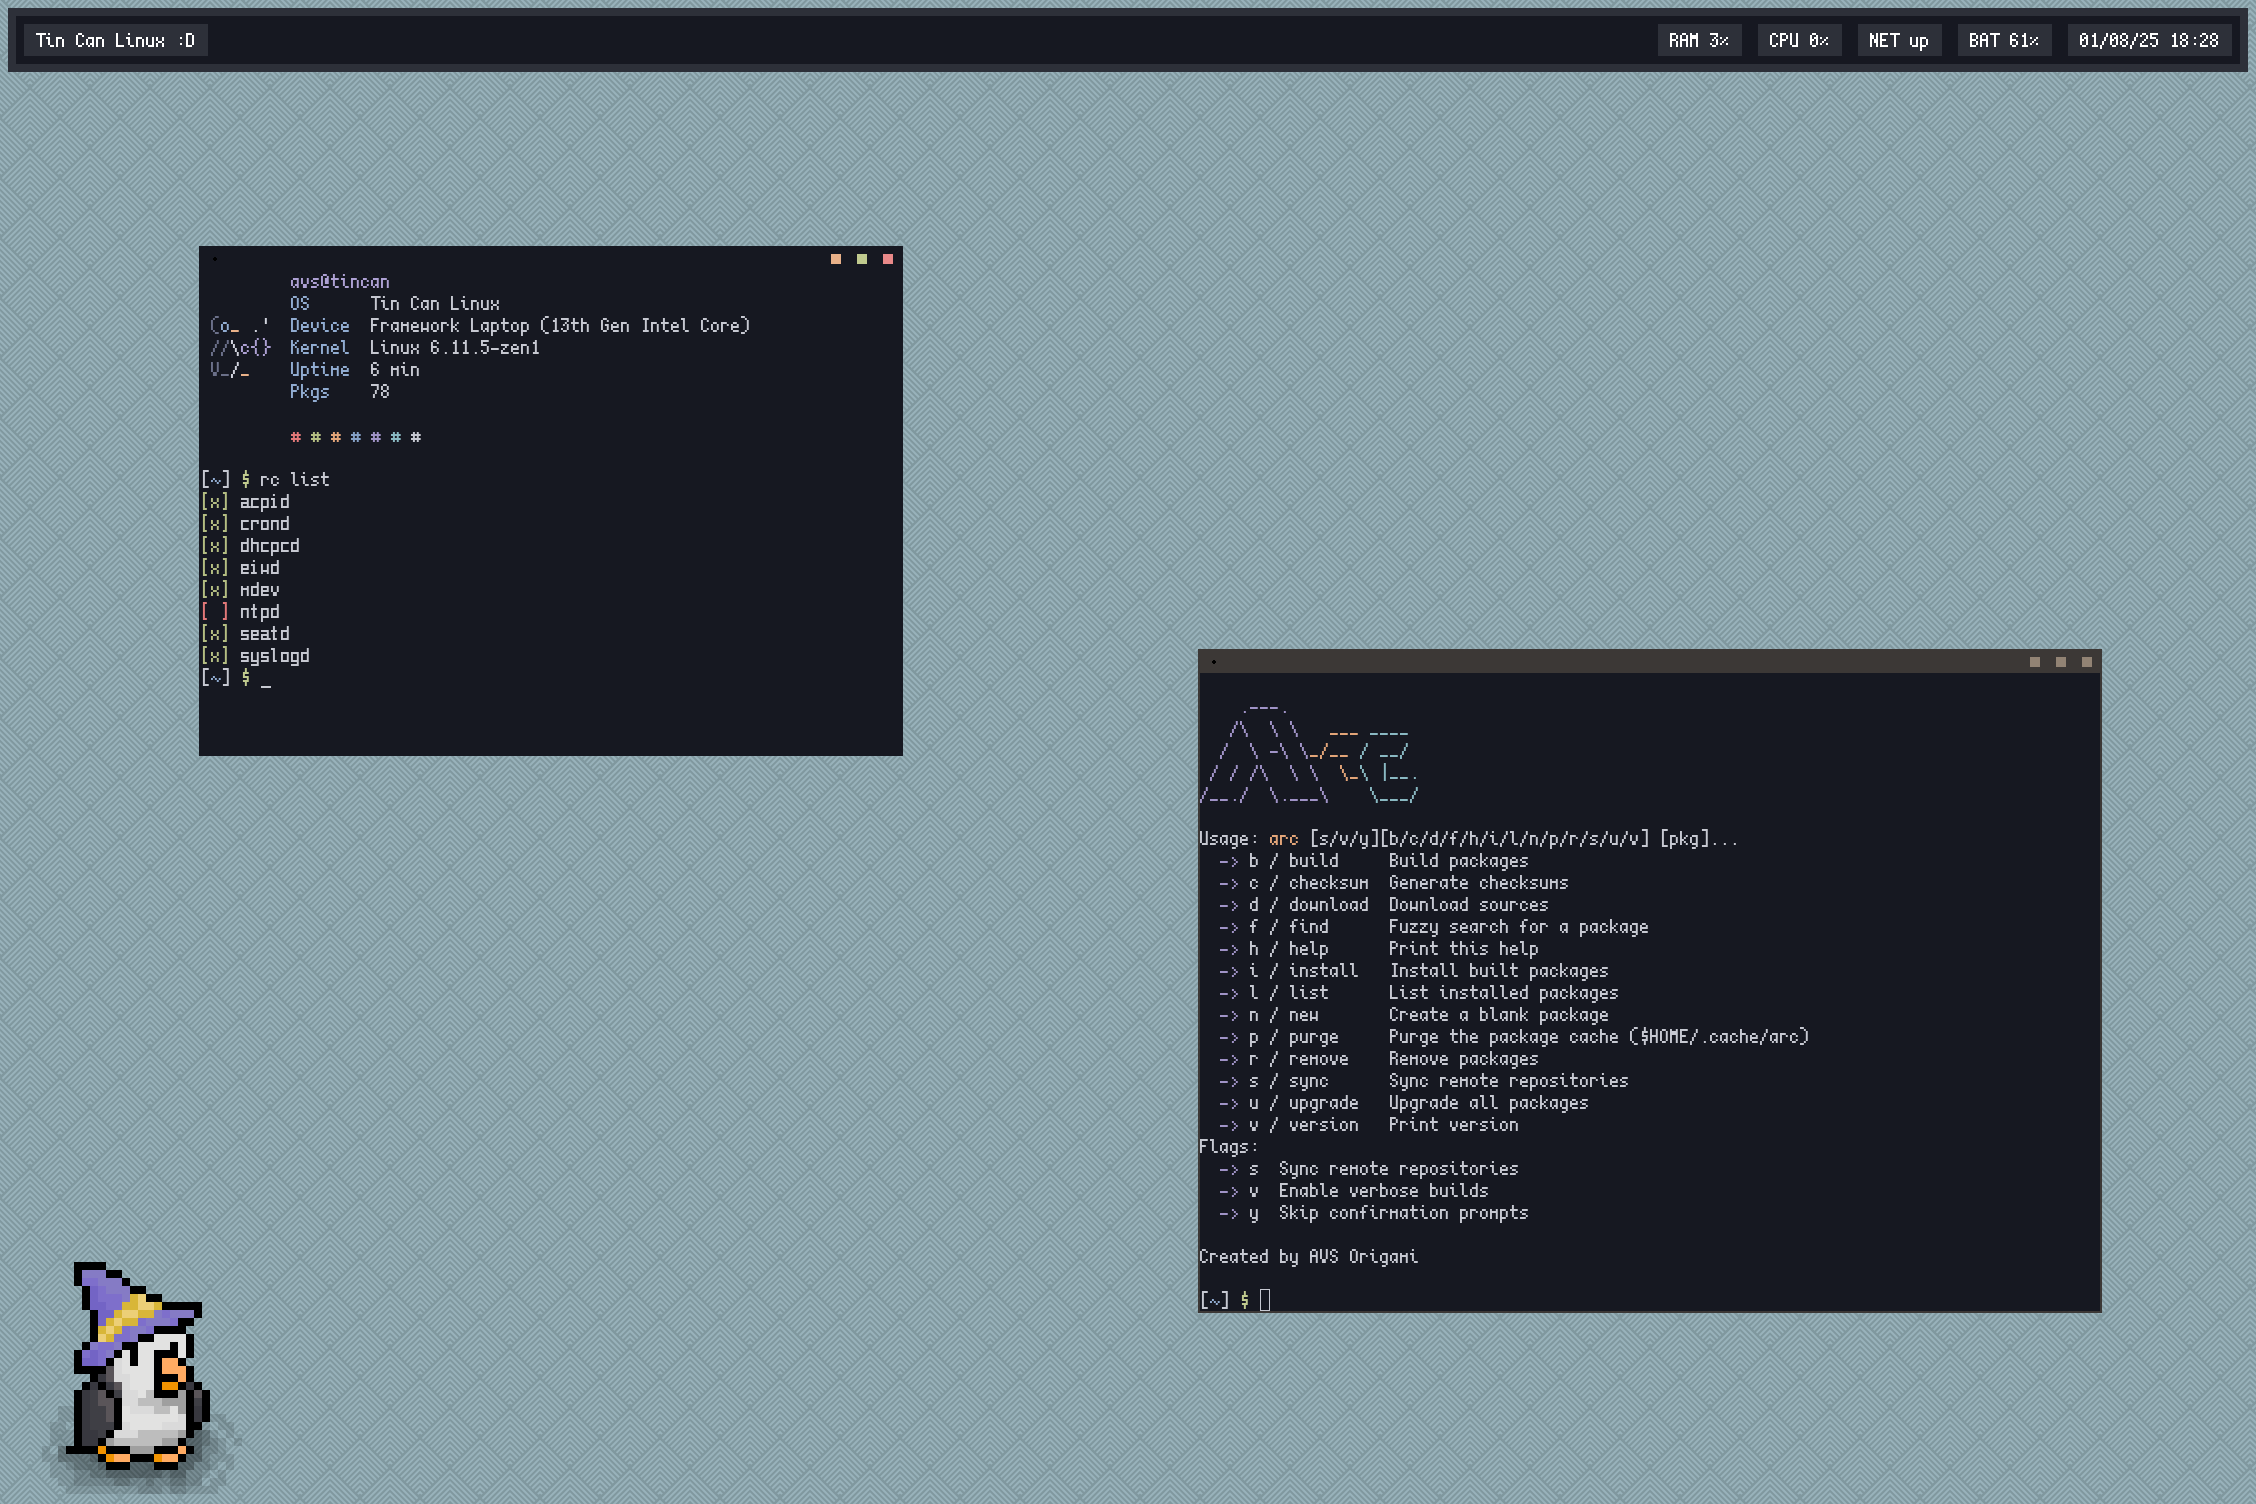 Tin Can Linux :D
RAM 3%
CPU 0%
NET up
BAT 61%
01/08/25 18:28
avs@tincan
OS      Tin Can Linux
(o_ .'  Device  Framework Laptop (13th Gen Intel Core)
//\c{}  Kernel  Linux 6.11.5-zen1
V_/_    Uptime  6 min
Pkgs    78
# # # # # # #
[~] $ rc list
[x] acpid
[x] crond
[x] dhcpcd
[x] eiwd
[x] mdev
[ ] ntpd
[x] seatd
[x] syslogd
[~] $ _
Usage: arc [s/v/y][b/c/d/f/h/i/l/n/p/r/s/u/v] [pkg]...
  -> b / build     Build packages
  -> c / checksum  Generate checksums
  -> d / download  Download sources
  -> f / find      Fuzzy search for a package
  -> h / help      Print this help
  -> i / install   Install built packages
  -> l / list      List installed packages
  -> n / new       Create a blank package
  -> p / purge     Purge the package cache ($HOME/.cache/arc)
  -> r / remove    Remove packages
  -> s / sync      Sync remote repositories
  -> u / upgrade   Upgrade all packages
  -> v / version   Print version
Flags:
  -> s  Sync remote repositories
  -> v  Enable verbose builds
  -> y  Skip confirmation prompts
Created by AVS Origami
[~] $